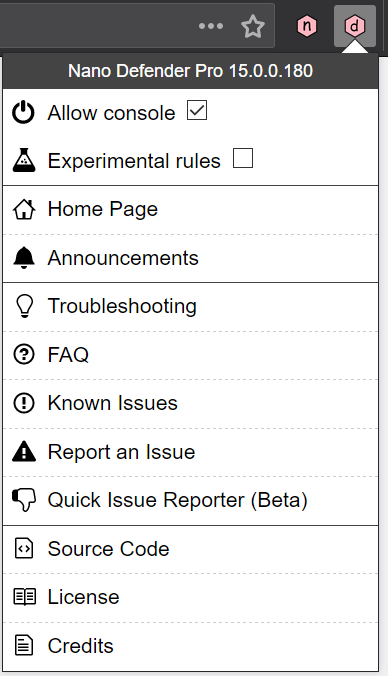 n
d
Nano Defender Pro 15.0.0.180
Allow console
Experimental rules
Home Page
Announcements
Troubleshooting
FAQ
Known Issues
Report an Issue
Quick Issue Reporter (Beta)
Source Code
License
Credits